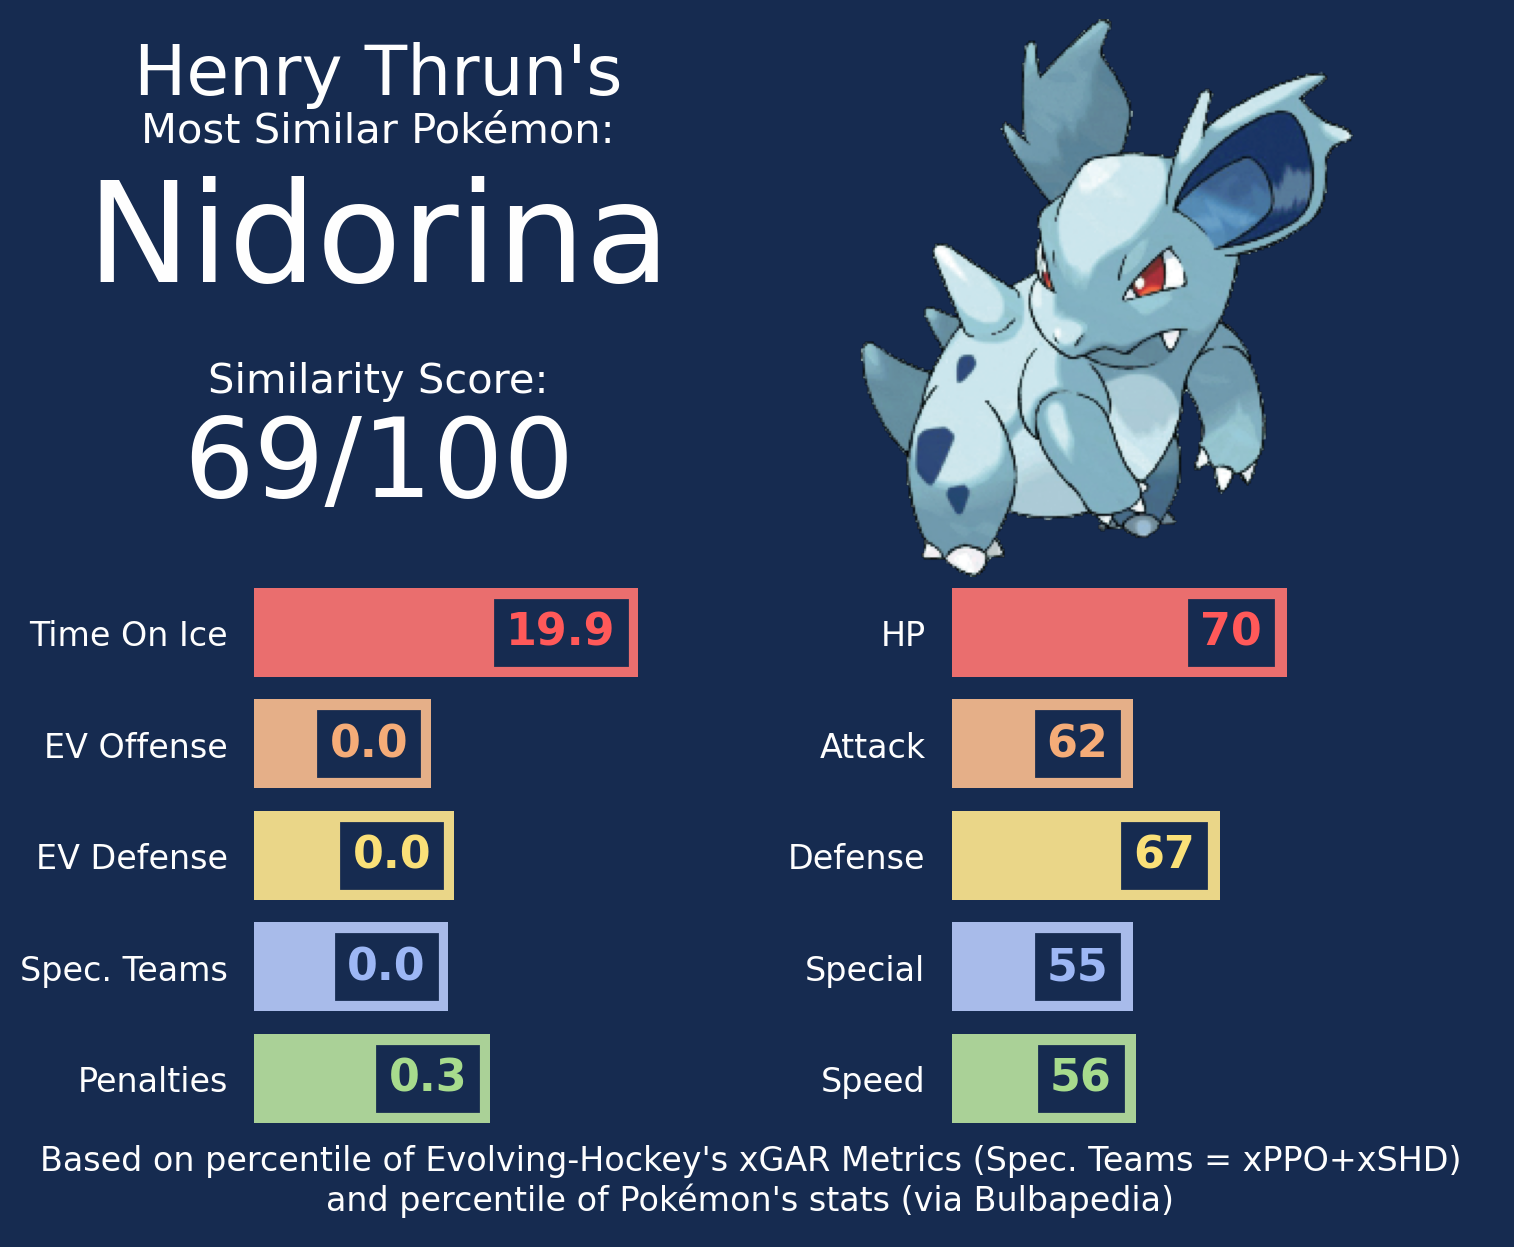 Henry Thrun's
Most Similar Pokémon:
Nidorina
Similarity Score:
69/100
Time On Ice 19.9
EV Offense 0.0
EV Defense 0.0
Spec. Teams 0.0
Penalties 0.3
HP 70
Attack 62
Defense 67
Special 55
Speed 56
Based on percentile of Evolving-Hockey's xGAR Metrics (Spec. Teams = xPPO+xSHD)
and percentile of Pokémon's stats (via Bulbapedia)